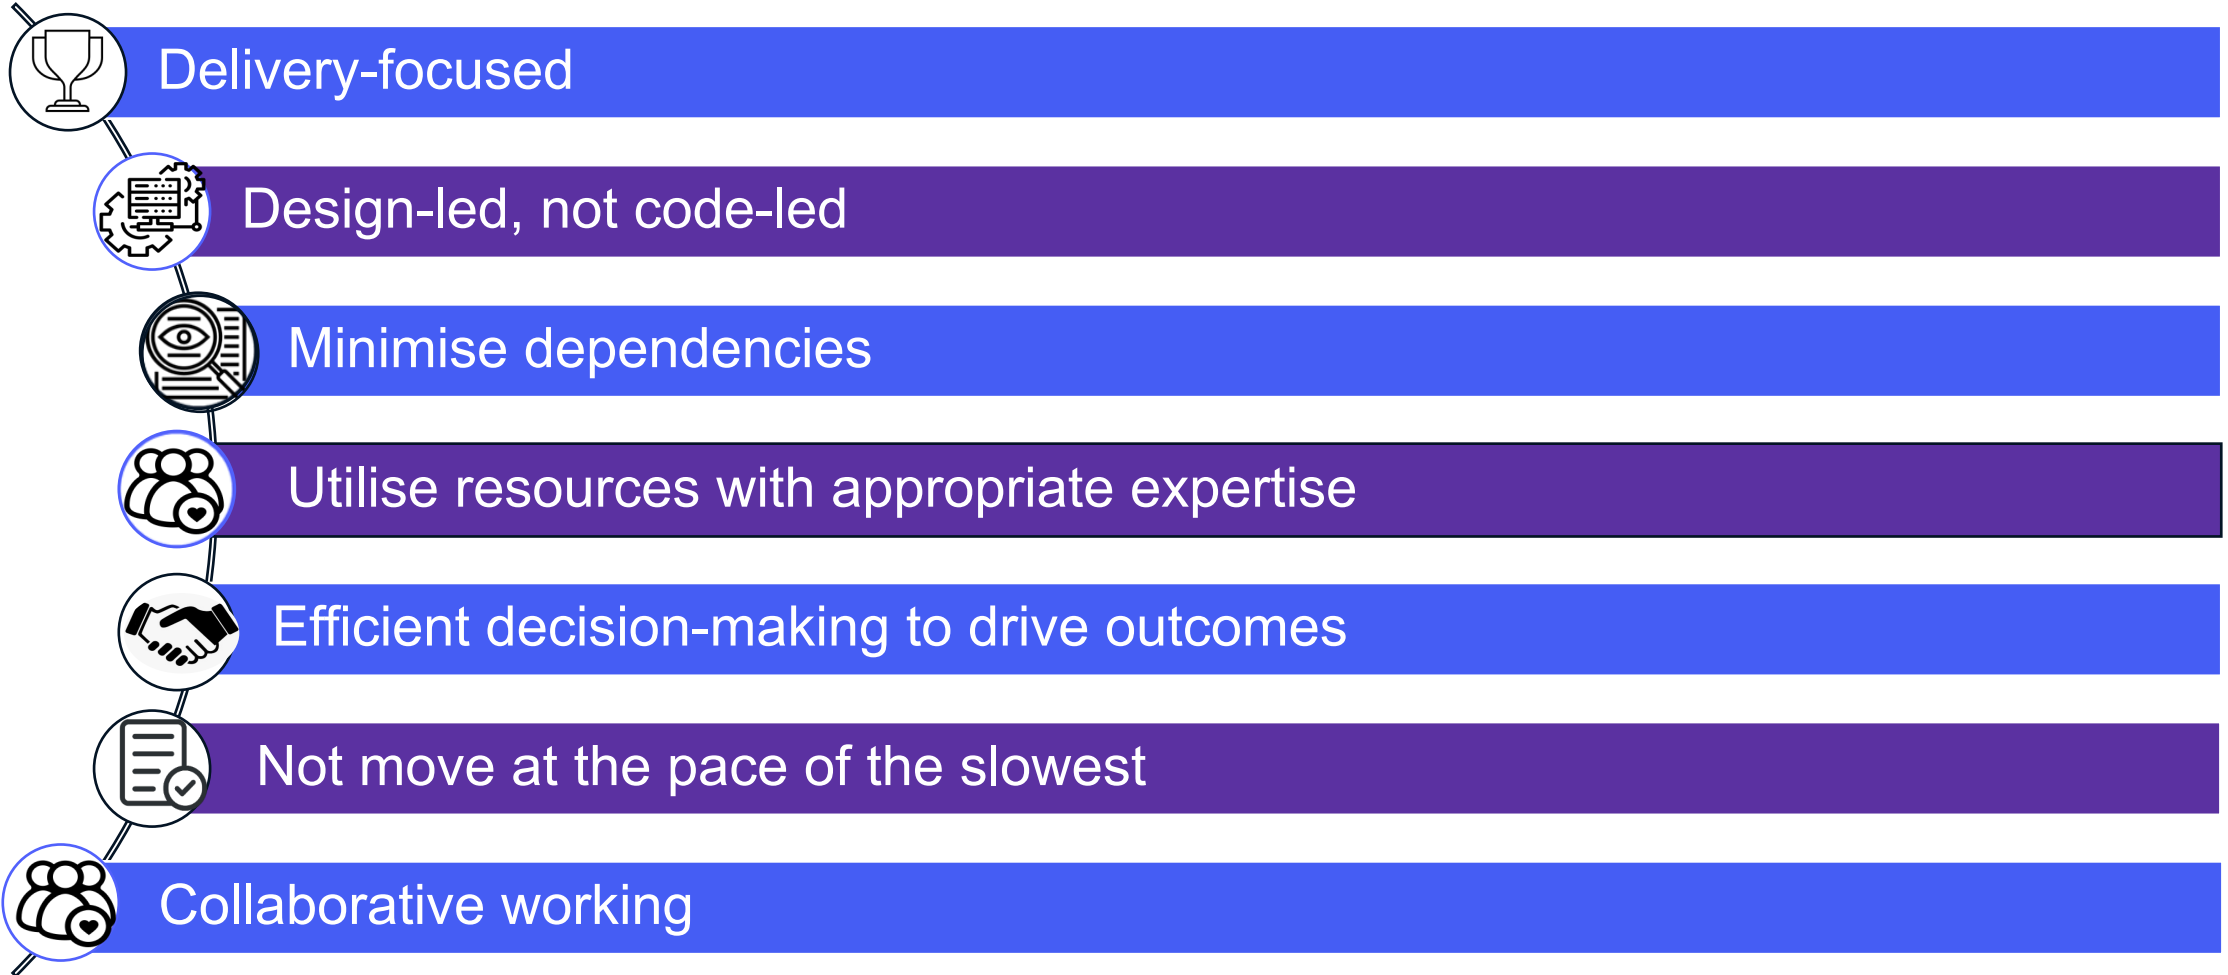 Delivery-focused
Design-led, not code-led
Minimise dependencies
Utilise resources with appropriate expertise
Efficient decision-making to drive outcomes
Not move at the pace of the slowest
Collaborative working